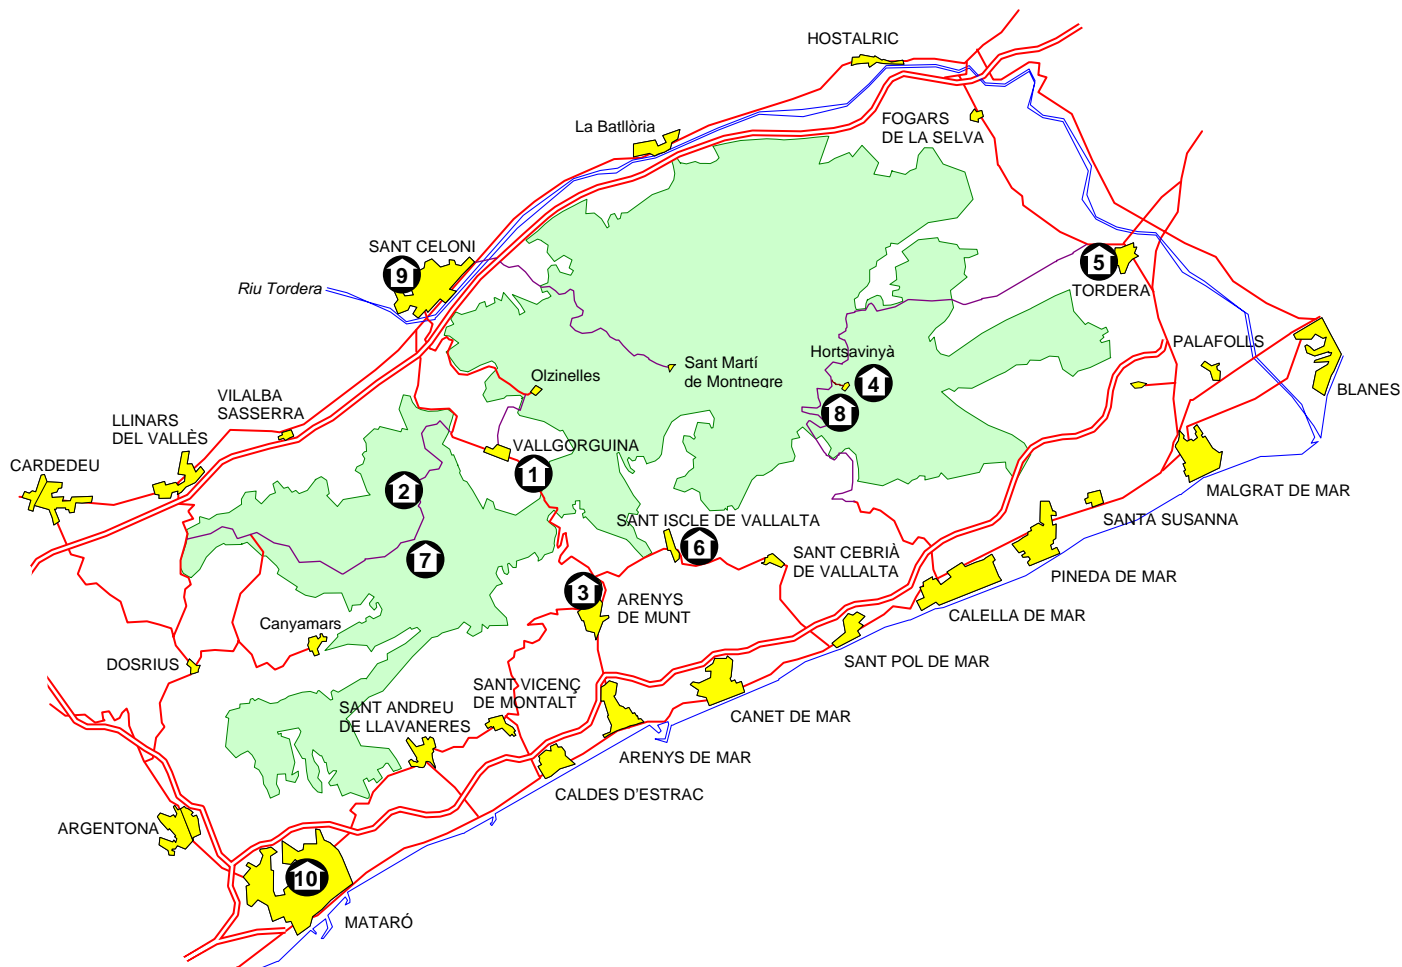 HOSTALRIC
La Batllòria
FOGARS
DE LA SELVA
SANT CELONI
9
Riu Tordera
5
TORDERA
Hortsavinyà
Sant Martí
de Montnegre
4
PALAFOLLS
BLANES
Olzinelles
8
VILALBA
SASSERRA
LLINARS
DEL VALLÈS
CARDEDEU
VALLGORGUINA
1
2
MALGRAT DE MAR
SANTA SUSANNA
SANT ISCLE DE VALLALTA
6
SANT CEBRIÀ
DE VALLALTA
7
PINEDA DE MAR
3
ARENYS
DE MUNT
CALELLA DE MAR
Canyamars
DOSRIUS
SANT POL DE MAR
SANT VICENÇ
DE MONTALT
SANT ANDREU
DE LLAVANERES
CANET DE MAR
ARENYS DE MAR
CALDES D'ESTRAC
ARGENTONA
10
MATARÓ